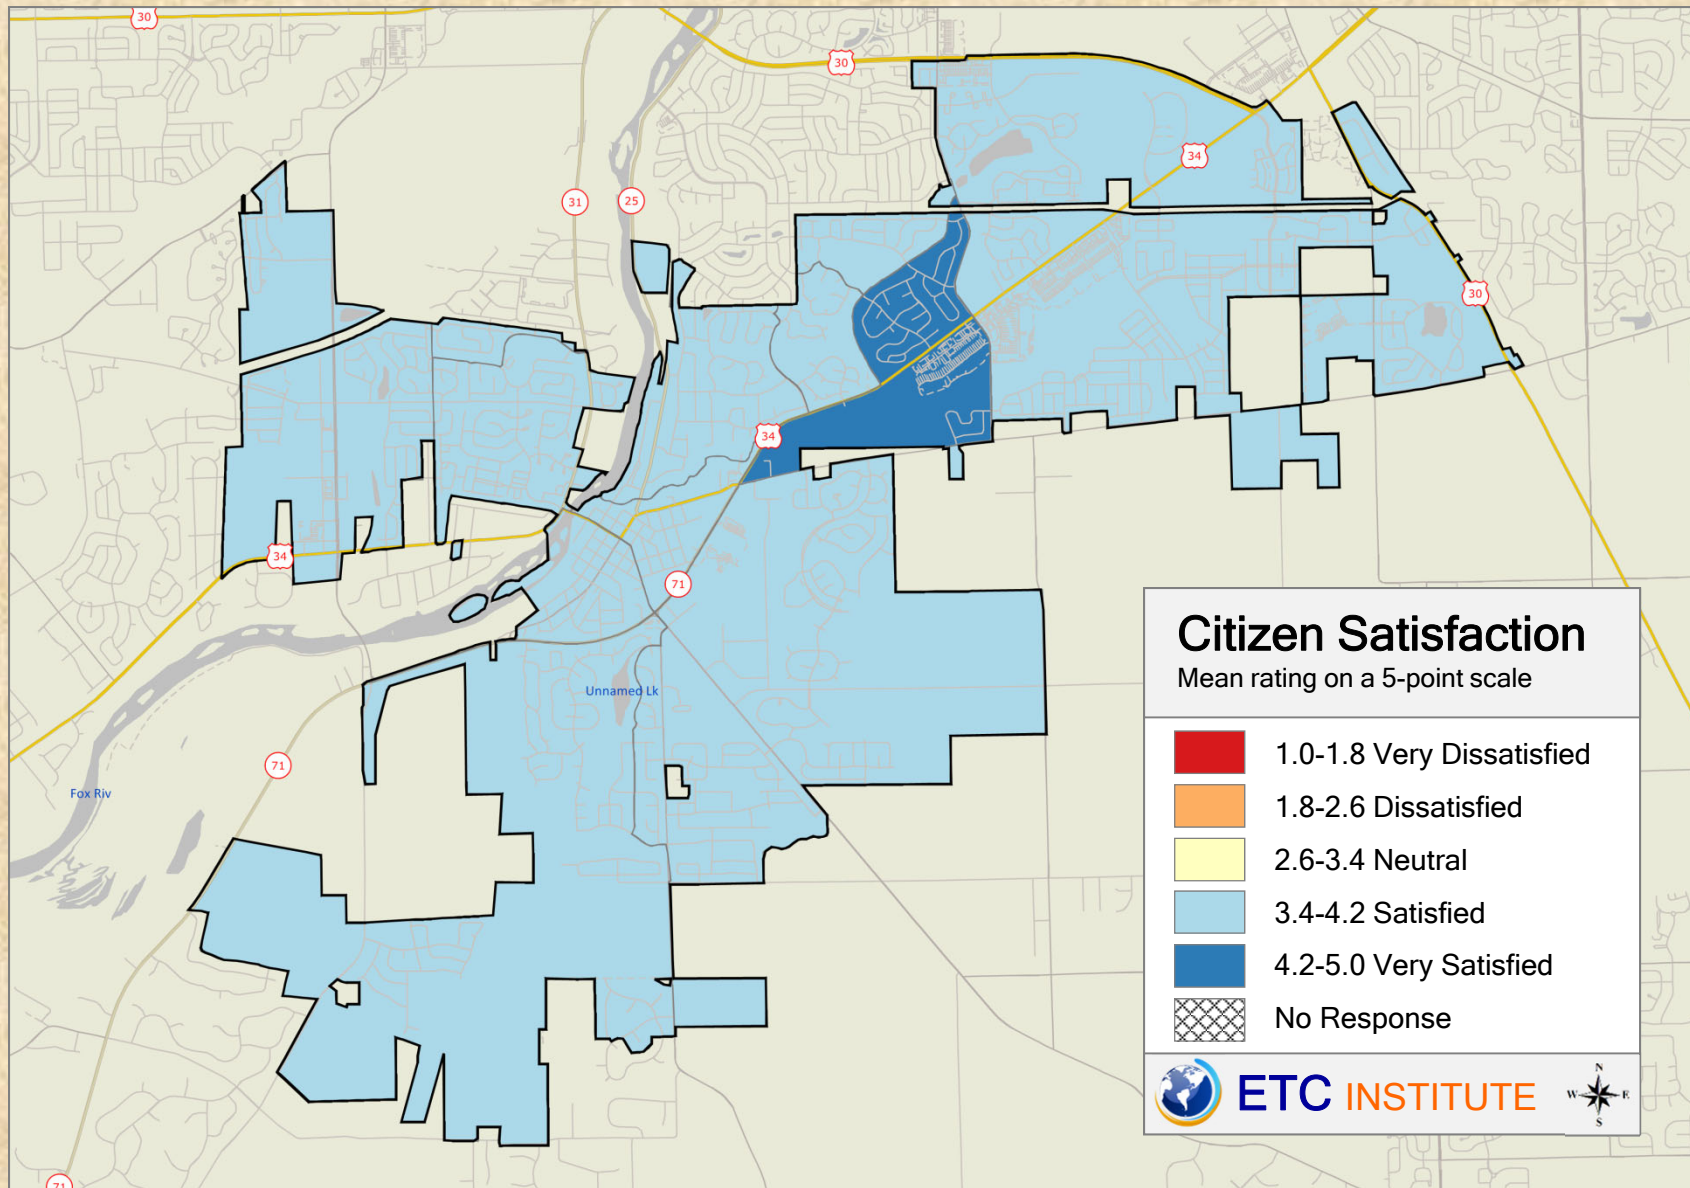 30
30
34
31
25
30
34
34
71
Unnamed Lk
71
Fox Riv
71
Citizen Satisfaction
Mean rating on a 5-point scale
1.0-1.8 Very Dissatisfied
1.8-2.6 Dissatisfied
2.6-3.4 Neutral
3.4-4.2 Satisfied
4.2-5.0 Very Satisfied
No Response
ETC INSTITUTE
N
W E
S